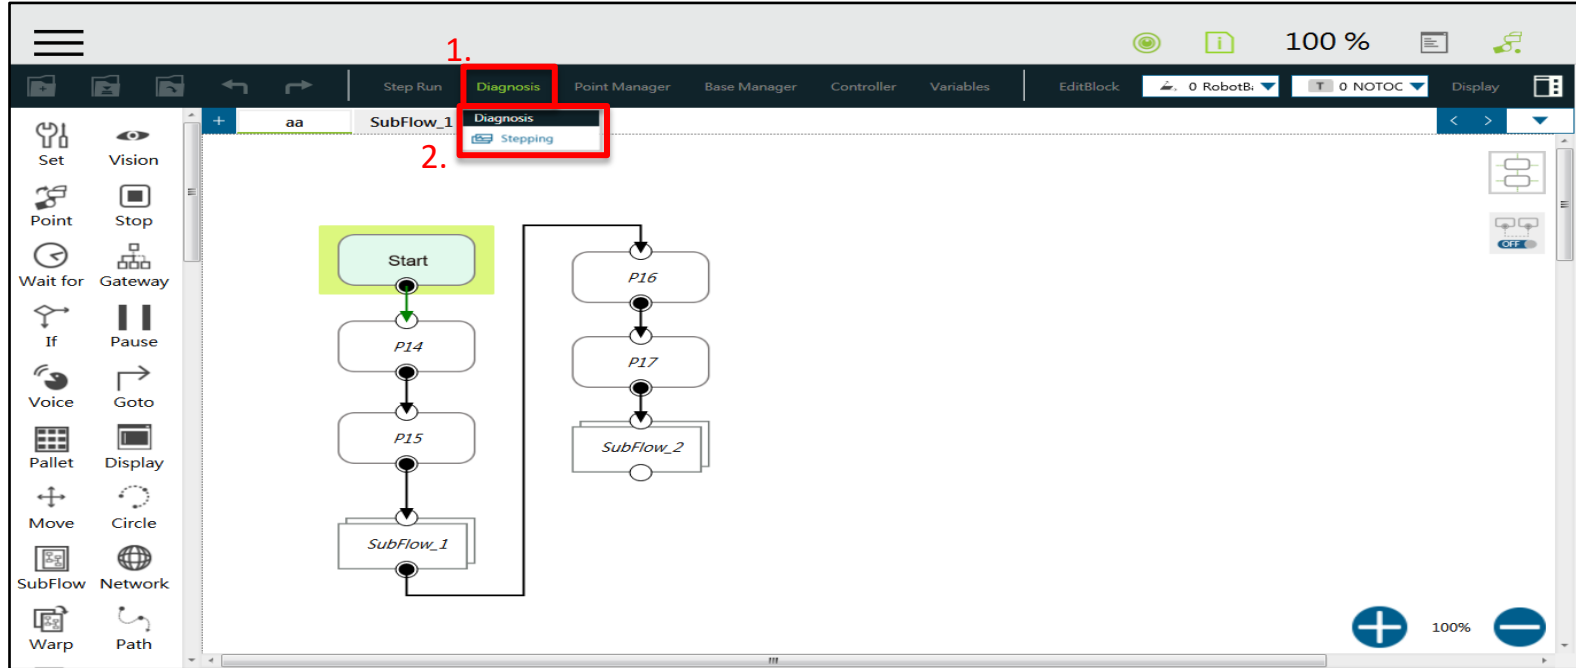 1.
100 %
Step Run
Diagnosis
Point Manager
Base Manager
Controller
Variables
EditBlock
0 RobotB
T 0 NOTOC
Display
+
aa
SubFlow_1
Diagnosis
Stepping
2.
< >
Set
Vision
Point
Stop
Wait for
Gateway
If
Pause
Voice
Goto
Pallet
Display
Move
Circle
SubFlow
Network
Warp
Path
Start
P14
P15
SubFlow_1
P16
P17
SubFlow_2
OFF
100%